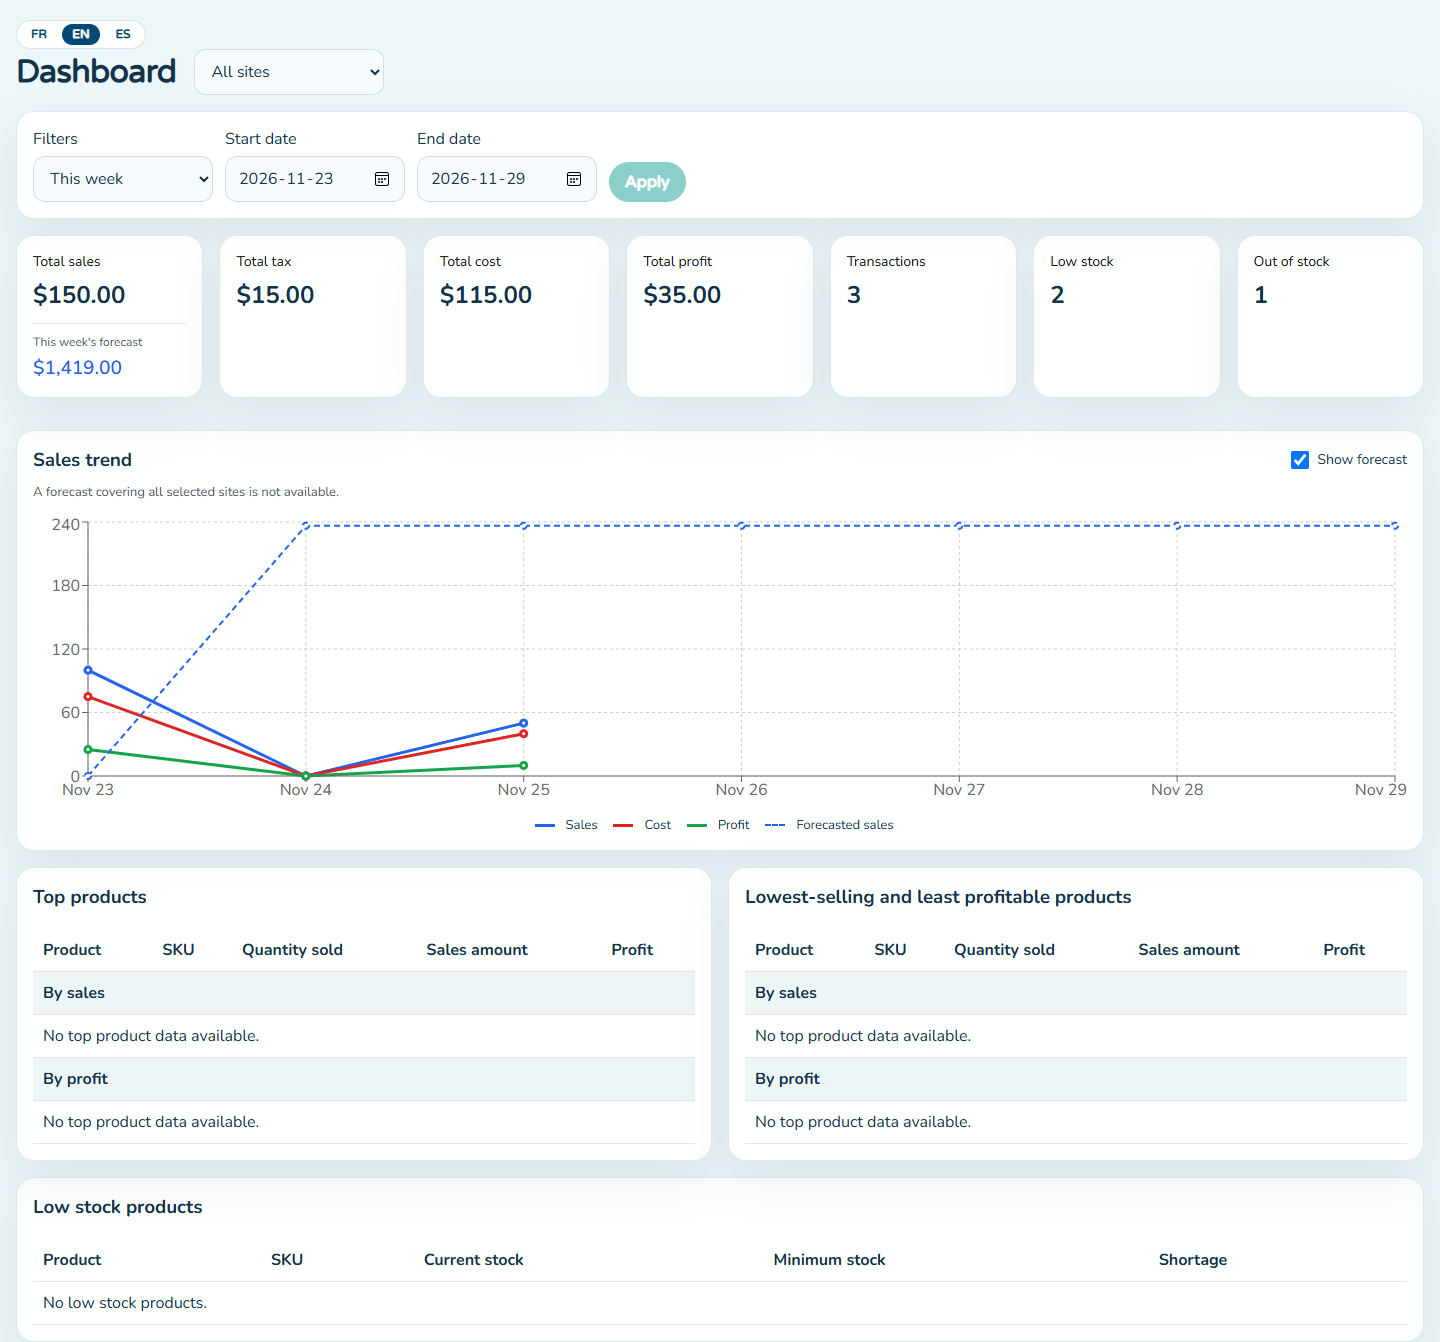 FR EN ES
Dashboard All sites
Filters Start date End date
This week 2026-11-23 2026-11-29 Apply
Total sales Total tax Total cost Total profit Transactions Low stock Out of stock
$150.00 $15.00 $115.00 $35.00 3 2 1
This week's forecast
$1,419.00
Sales trend Show forecast
A forecast covering all selected sites is not available.
240
180
120
60
0
Nov 23 Nov 24 Nov 25 Nov 26 Nov 27 Nov 28 Nov 29
Sales Cost Profit Forecasted sales
Top products
Product SKU Quantity sold Sales amount Profit
By sales
No top product data available.
By profit
No top product data available.
Lowest-selling and least profitable products
Product SKU Quantity sold Sales amount Profit
By sales
No top product data available.
By profit
No top product data available.
Low stock products
Product SKU Current stock Minimum stock Shortage
No low stock products.